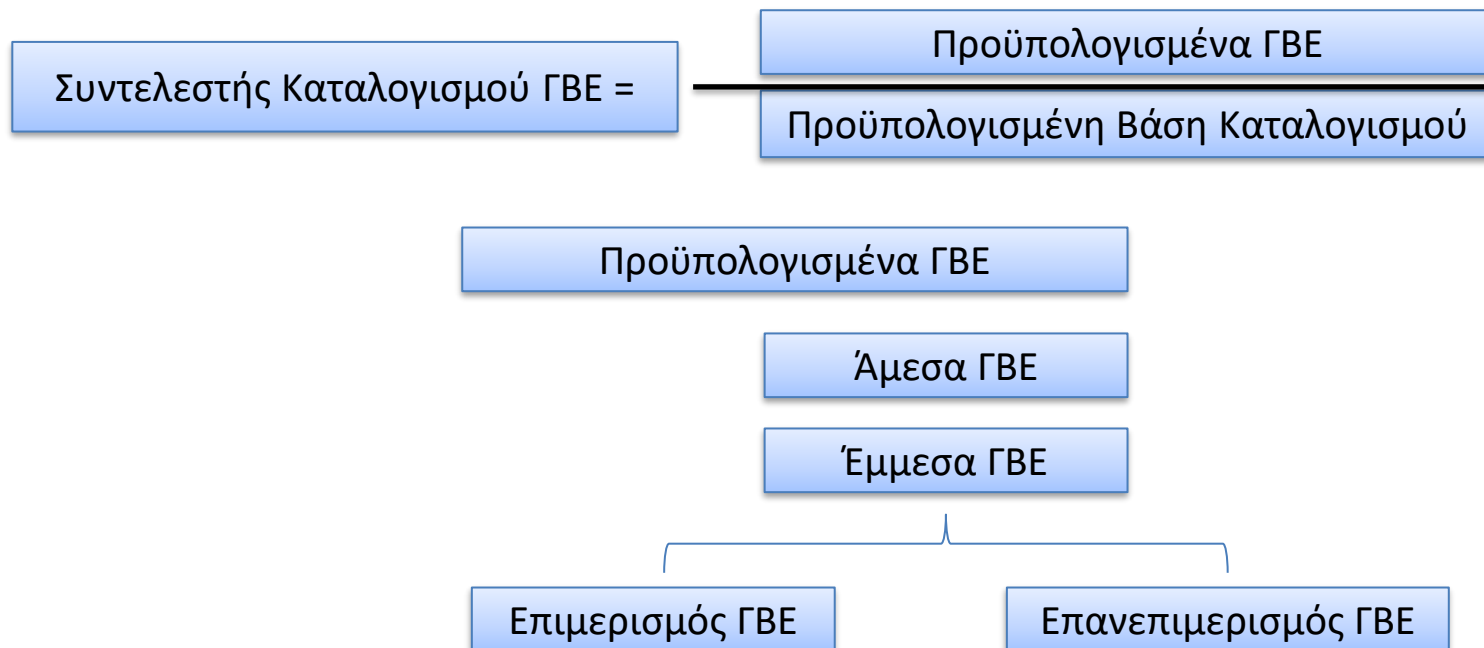 Προϋπολογισμένα ΓΒΕ
Συντελεστής Καταλογισμού ΓΒΕ =
Προϋπολογισμένη Βάση Καταλογισμού
Προϋπολογισμένα ΓΒΕ
Άμεσα ΓΒΕ
Έμμεσα ΓΒΕ
Επιμερισμός ΓΒΕ
Επανεπιμερισμός ΓΒΕ